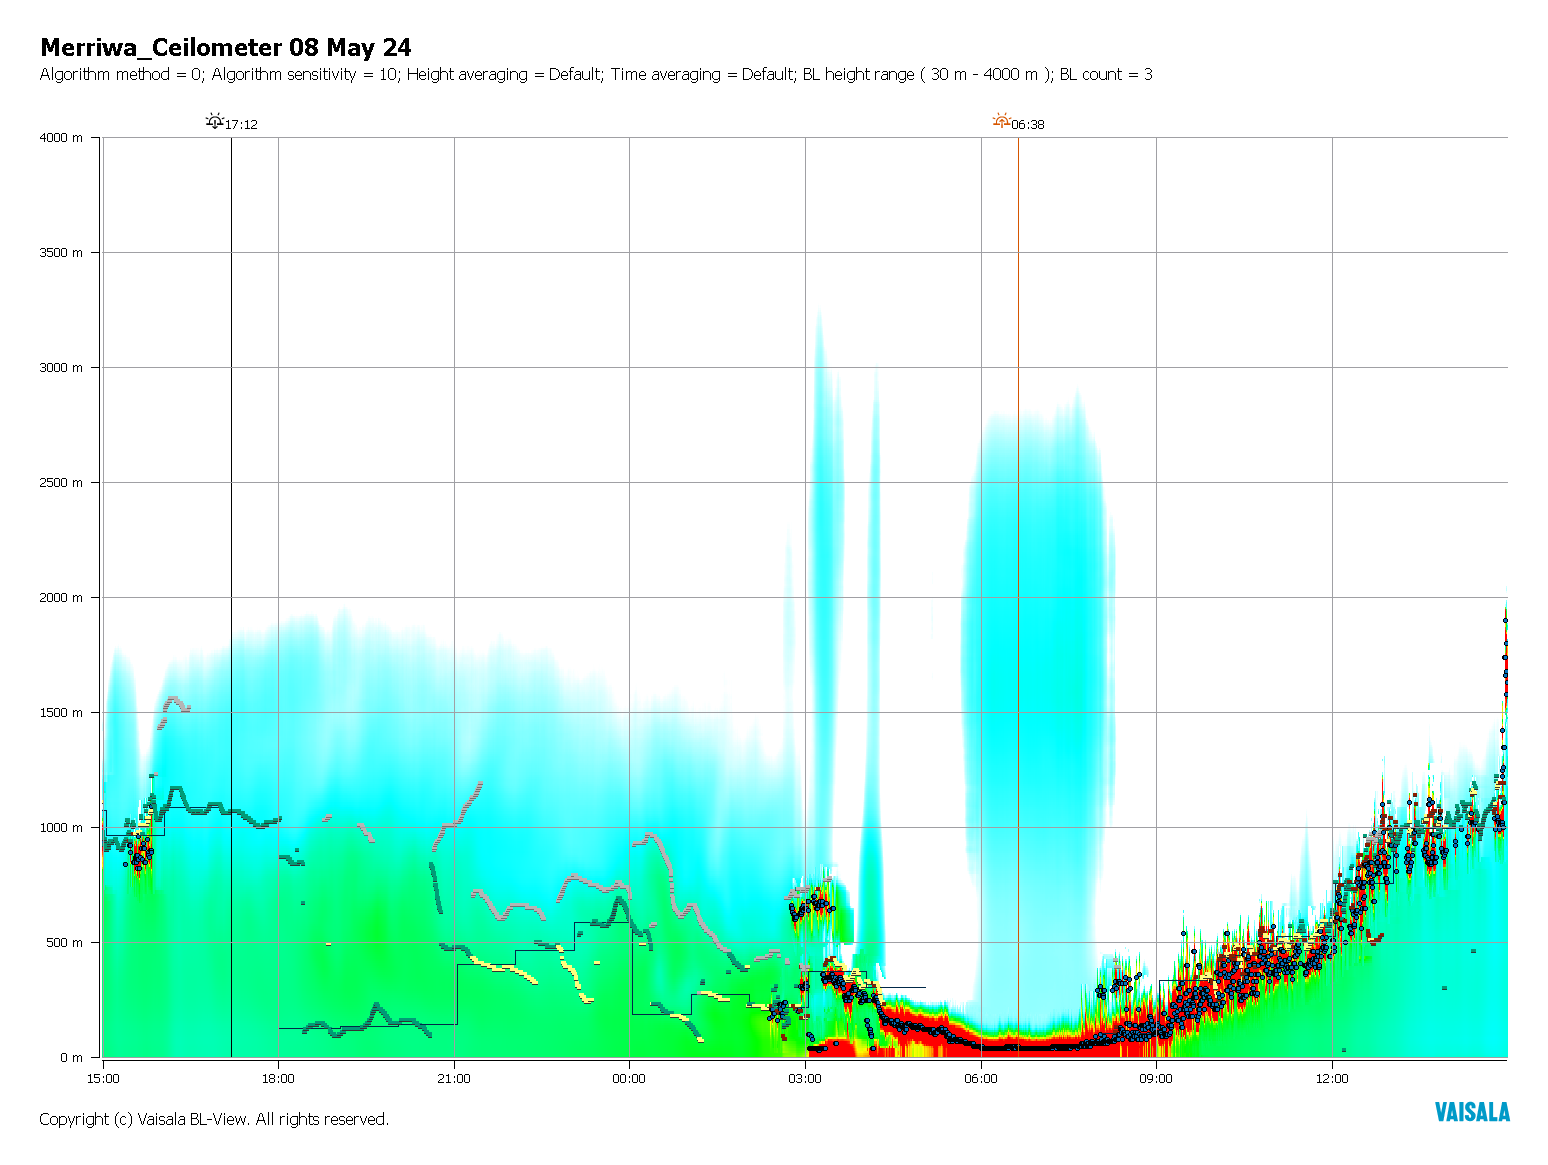 Merriwa_Ceilometer 08 May 24
Algorithm method = 0; Algorithm sensitivity = 10; Height averaging = Default; Time averaging = Default; BL height range ( 30 m - 4000 m ); BL count = 3
17:12
06:38
4000 m
3500 m
3000 m
2500 m
2000 m
1500 m
1000 m
500 m
0 m
15:00
18:00
21:00
00:00
03:00
06:00
09:00
12:00
Copyright (c) Vaisala BL-View. All rights reserved.
VAISALA